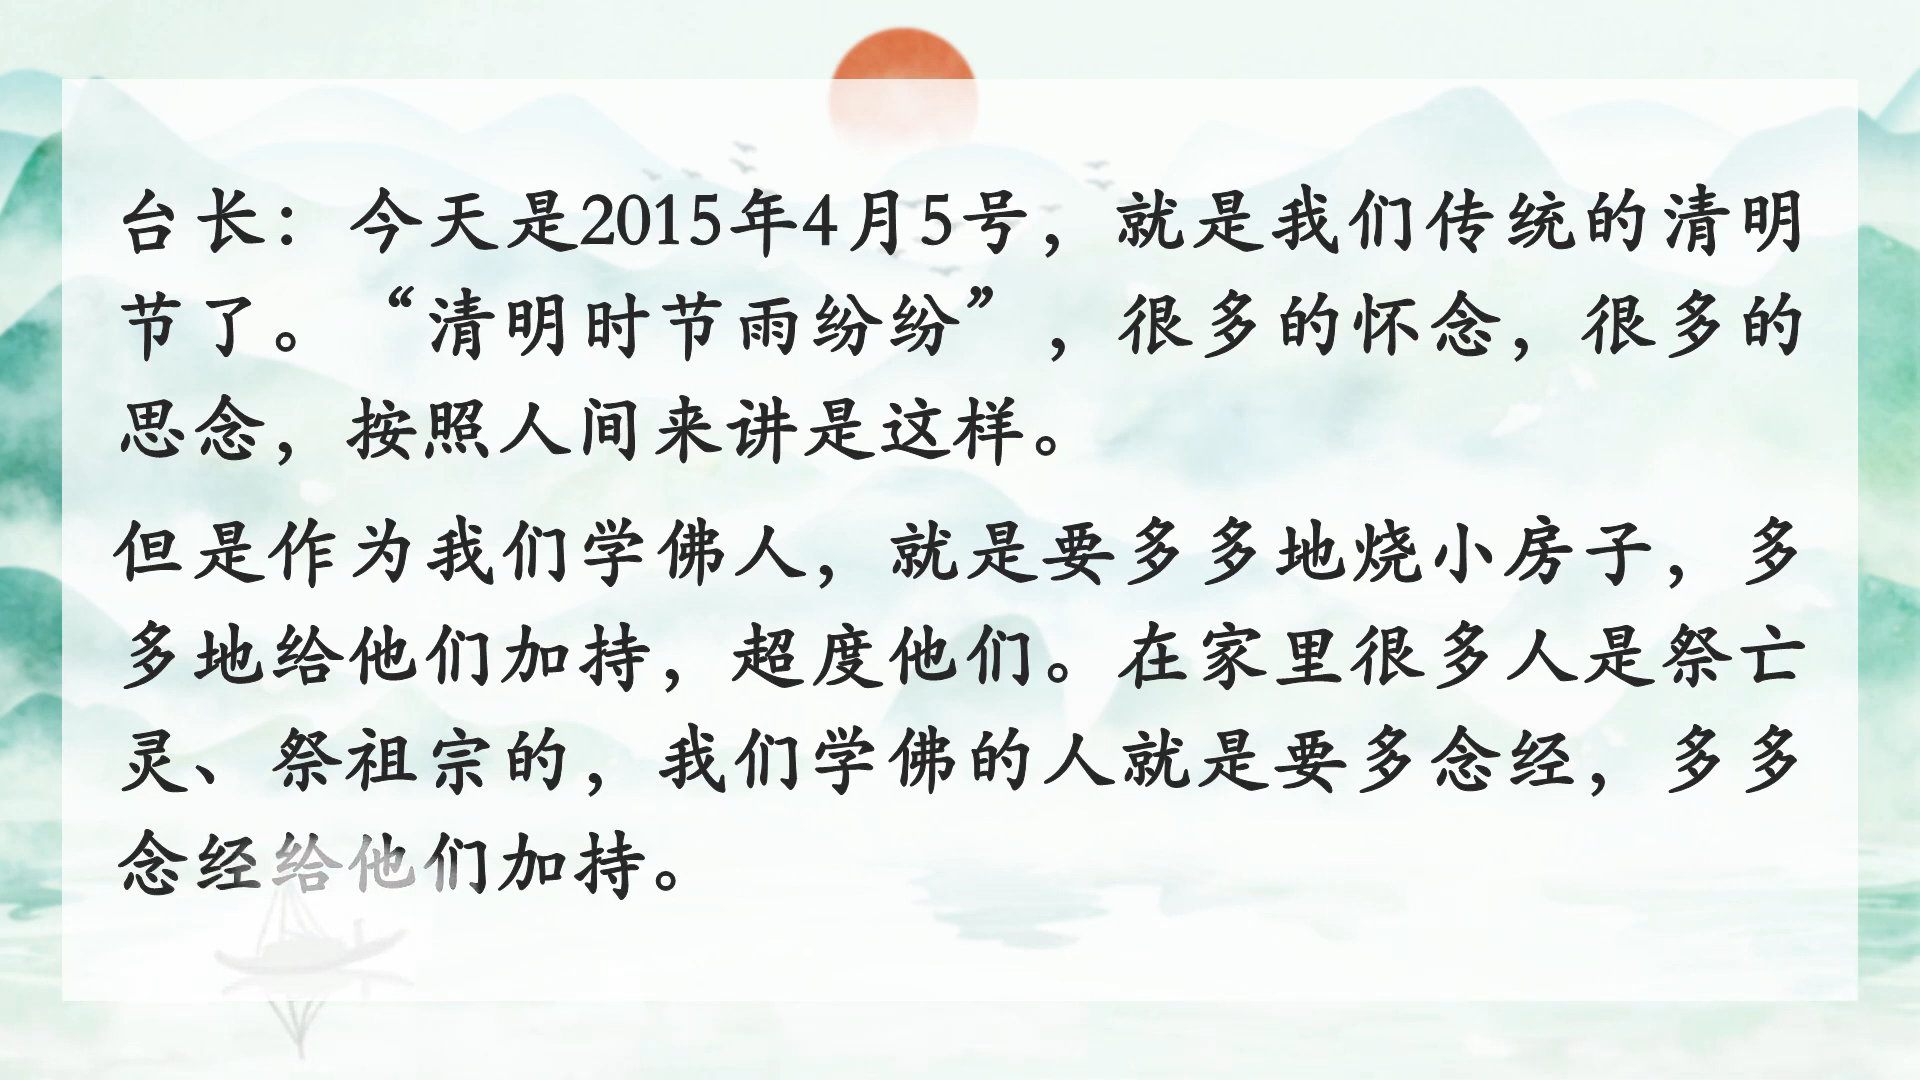 台长：今天是2015年4月5号，就是我们传统的清明
节了。“清明时节雨纷纷”，很多的怀念，很多的
思念，按照人间来讲是这样。
但是作为我们学佛人，就是要多多地烧小房子，多
多地给他们加持，超度他们。在家里很多人是祭亡
灵、祭祖宗的，我们学佛的人就是要多念经，多多
念经给他们加持。